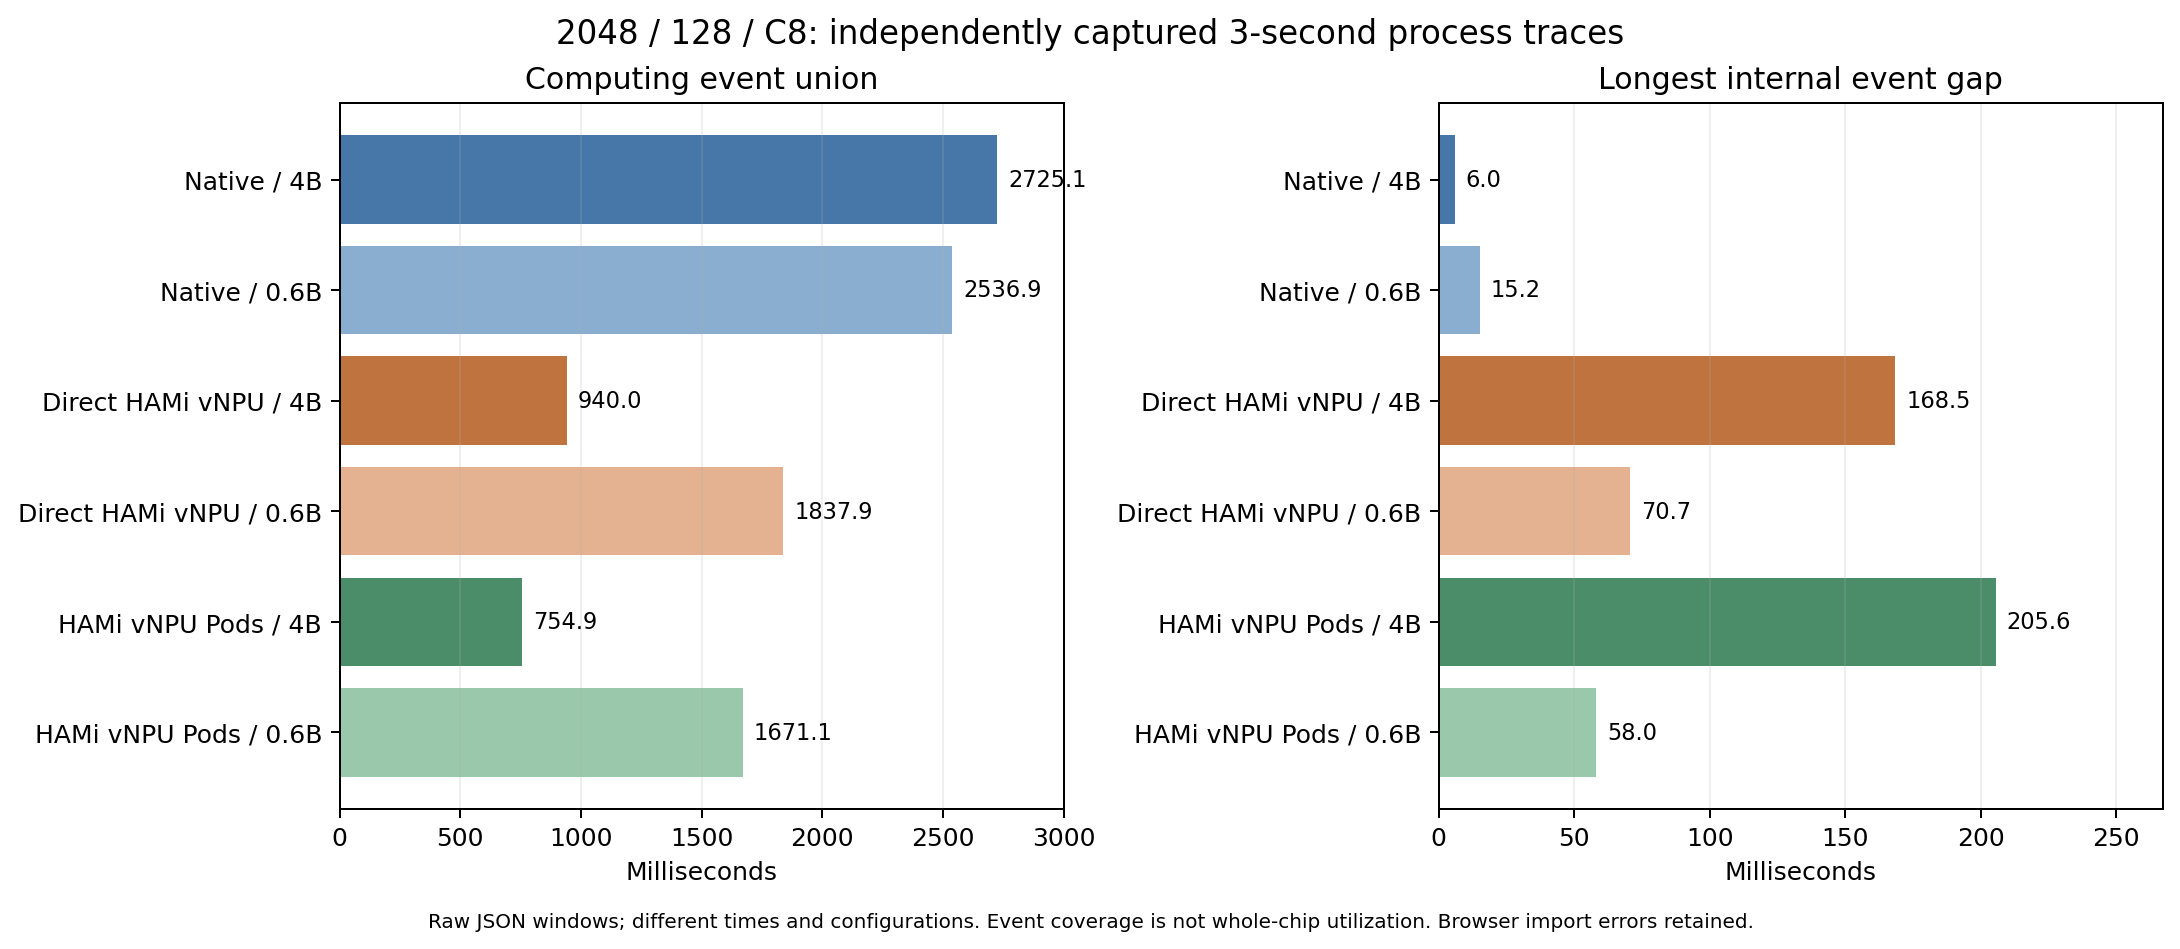 2048 / 128 / C8: independently captured 3-second process traces
Computing event union
Native / 4B
2725.1
Native / 0.6B
2536.9
Direct HAMi vNPU / 4B
940.0
Direct HAMi vNPU / 0.6B
1837.9
HAMi vNPU Pods / 4B
754.9
HAMi vNPU Pods / 0.6B
1671.1
0 500 1000 1500 2000 2500 3000
Milliseconds
Longest internal event gap
Native / 4B
6.0
Native / 0.6B
15.2
Direct HAMi vNPU / 4B
168.5
Direct HAMi vNPU / 0.6B
70.7
HAMi vNPU Pods / 4B
205.6
HAMi vNPU Pods / 0.6B
58.0
0 50 100 150 200 250
Milliseconds
Raw JSON windows; different times and configurations. Event coverage is not whole-chip utilization. Browser import errors retained.